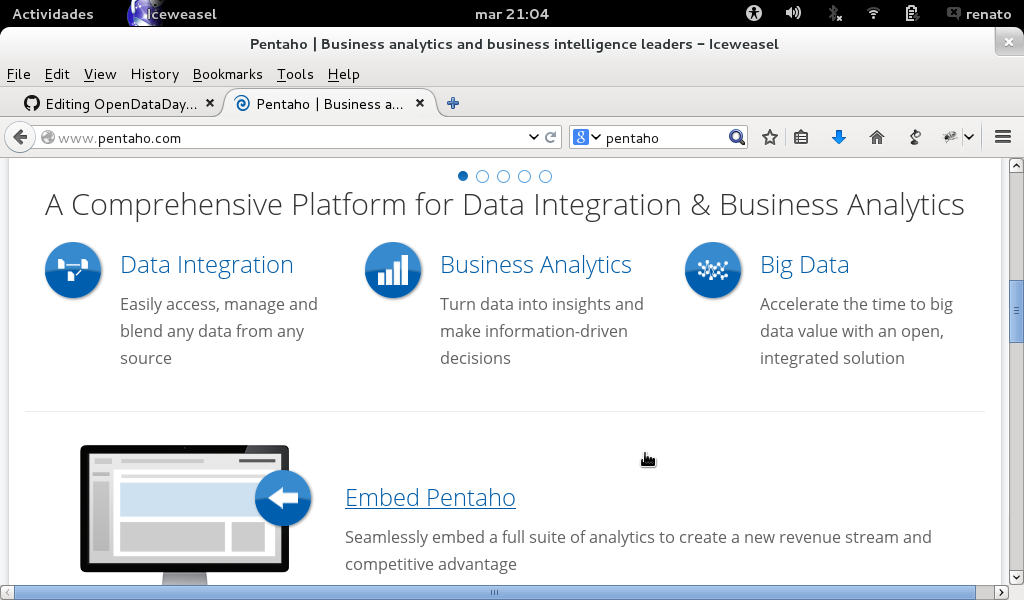 Actividades Iceweasel mar 21:04 renato
Pentaho | Business analytics and business intelligence leaders – Iceweasel
File Edit View History Bookmarks Tools Help
Editing OpenDataDay... Pentaho | Business a...
www.pentaho.com 8 pentaho
A Comprehensive Platform for Data Integration & Business Analytics
Data Integration
Easily access, manage and
blend any data from any
source
Business Analytics
Turn data into insights and
make information-driven
decisions
Big Data
Accelerate the time to big
data value with an open,
integrated solution
Embed Pentaho
Seamlessly embed a full suite of analytics to create a new revenue stream and
competitive advantage